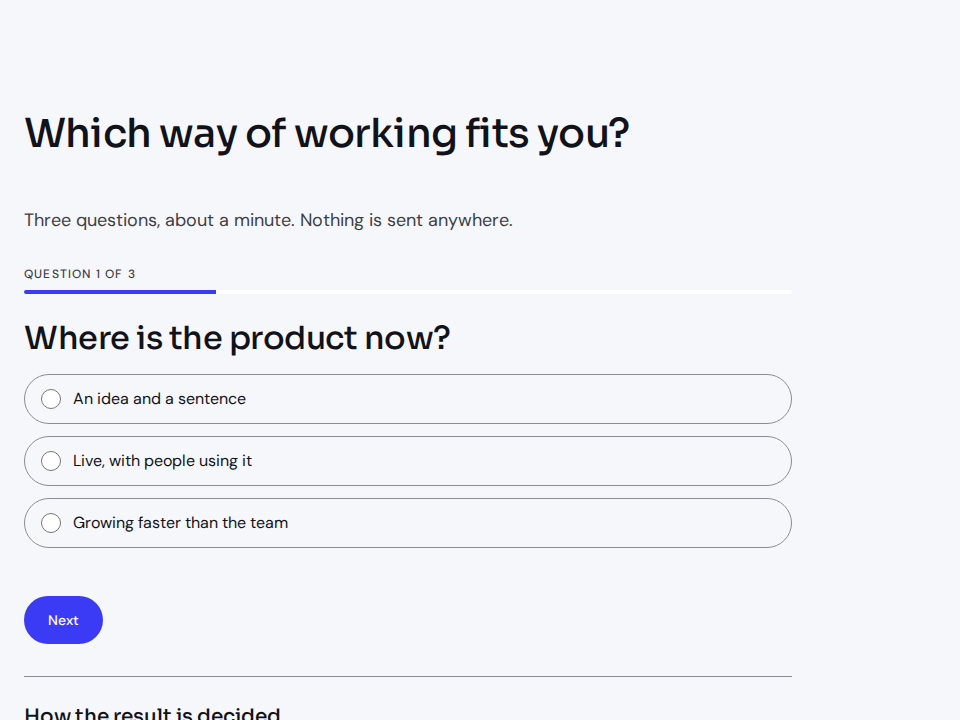 Which way of working fits you?
Three questions, about a minute. Nothing is sent anywhere.
QUESTION 1 OF 3
Where is the product now?
An idea and a sentence
Live, with people using it
Growing faster than the team
Next
How the result is decided